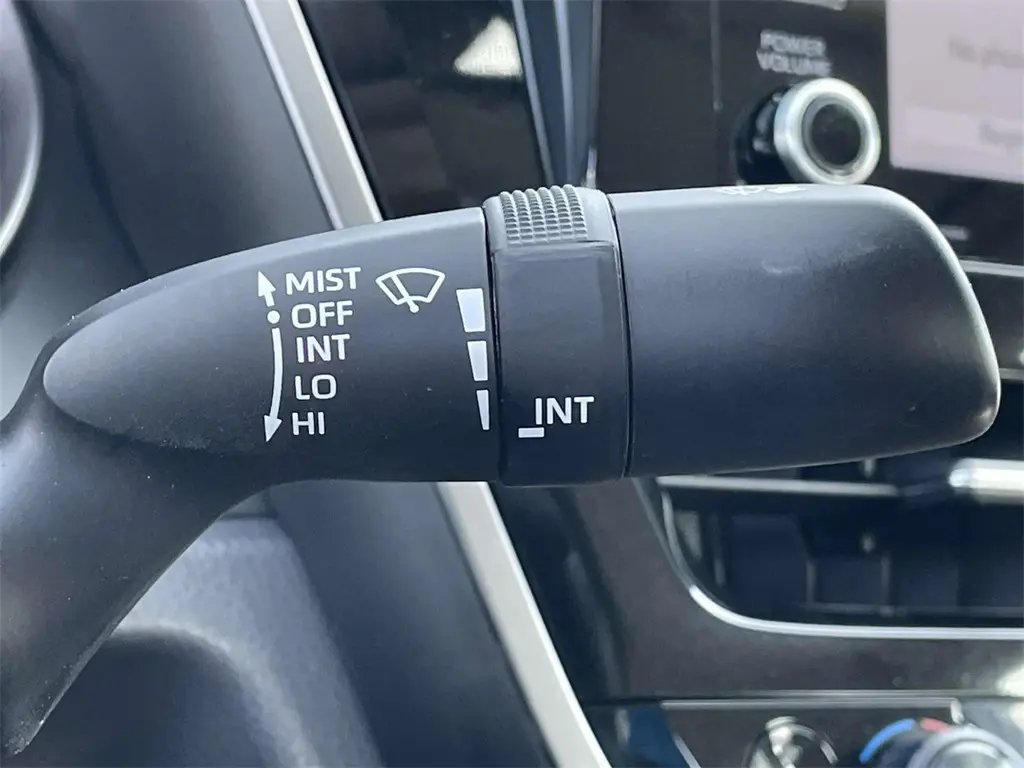 POWER
VOLUME
MIST
OFF
INT
LO
HI
INT